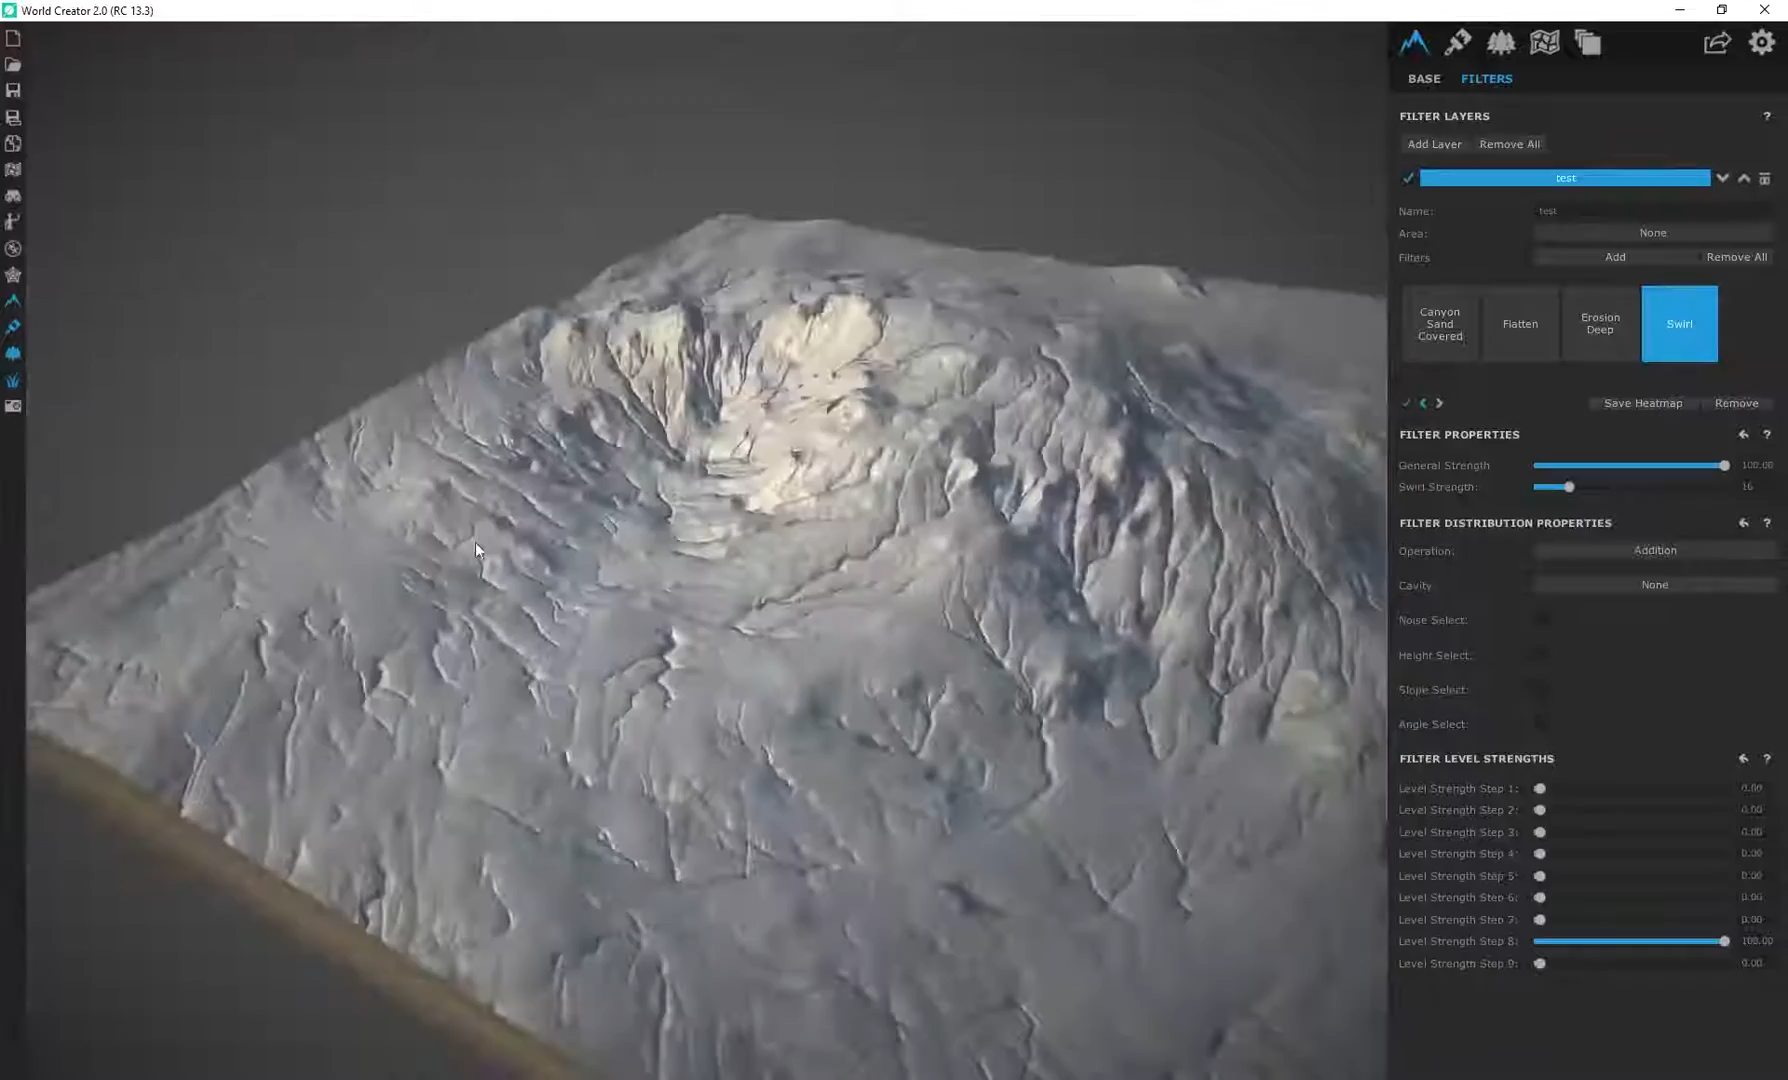 World Creator 2.0 (RC 13.3)
BASE FILTERS
FILTER LAYERS ?
Add Layer Remove All
test
Name: test
Area: None
Filters Add Remove All
Canyon
Sand
Covered
Flatten
Erosion
Deep
Swirl
Save Heatmap Remove
FILTER PROPERTIES ?
General Strength 100.00
Swirl Strength: 16
FILTER DISTRIBUTION PROPERTIES ?
Operation: Addition
Cavity None
Noise Select:
Height Select:
Slope Select:
Angle Select:
FILTER LEVEL STRENGTHS ?
Level Strength Step 1: 0.00
Level Strength Step 2: 0.00
Level Strength Step 3: 0.00
Level Strength Step 4: 0.00
Level Strength Step 5: 0.00
Level Strength Step 6: 0.00
Level Strength Step 7: 0.00
Level Strength Step 8: 100.00
Level Strength Step 9: 0.00